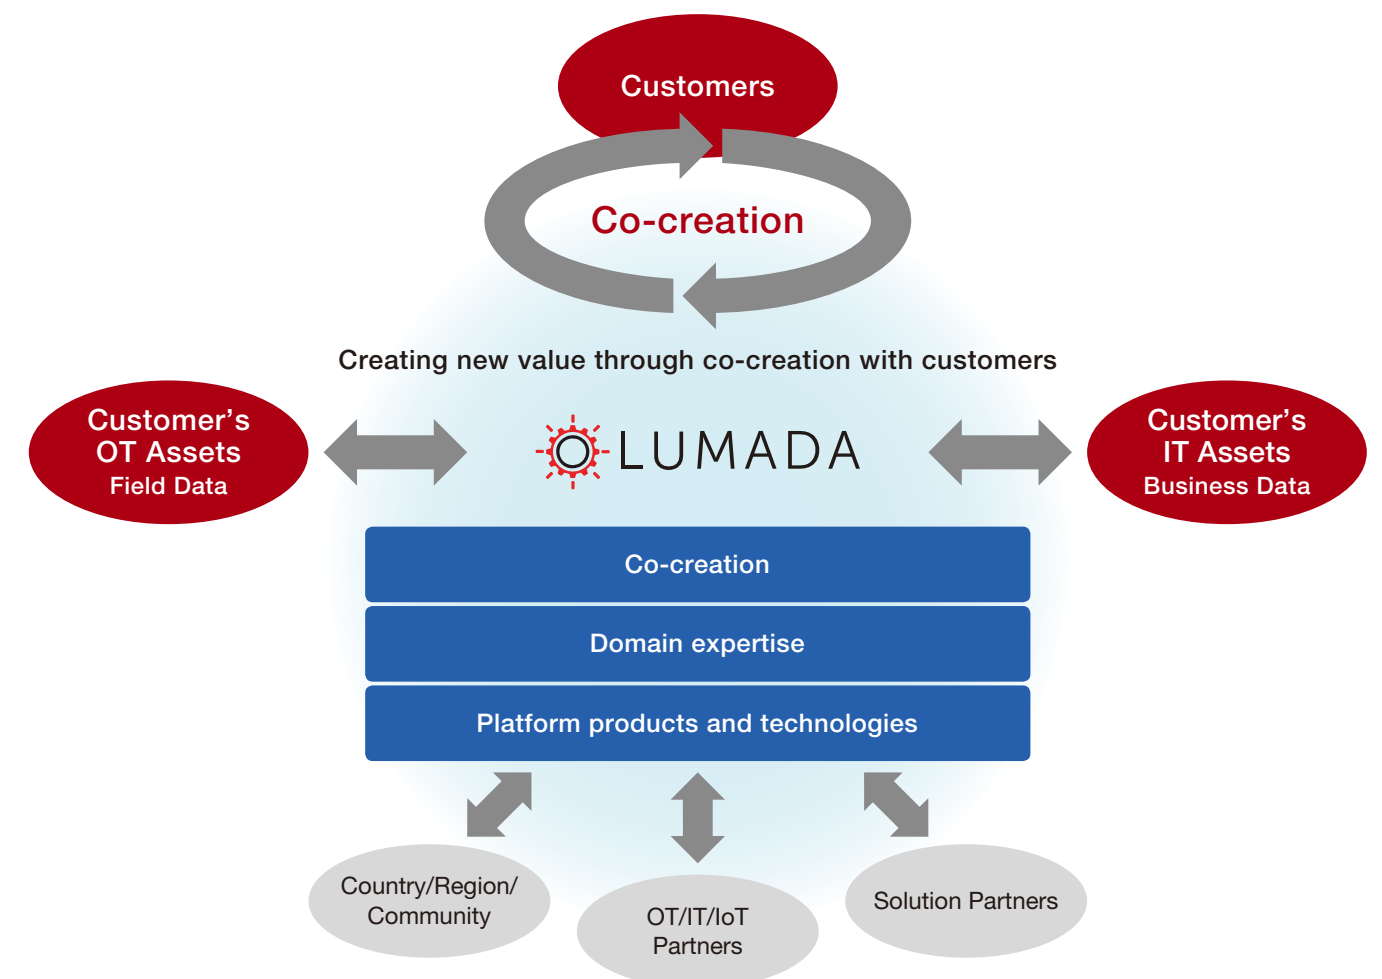 Customers
Co-creation
Creating new value through co-creation with customers
Customer’s
OT Assets
Field Data
LUMADA
Customer’s
IT Assets
Business Data
Co-creation
Domain expertise
Platform products and technologies
Country/Region/
Community
OT/IT/IoT
Partners
Solution Partners